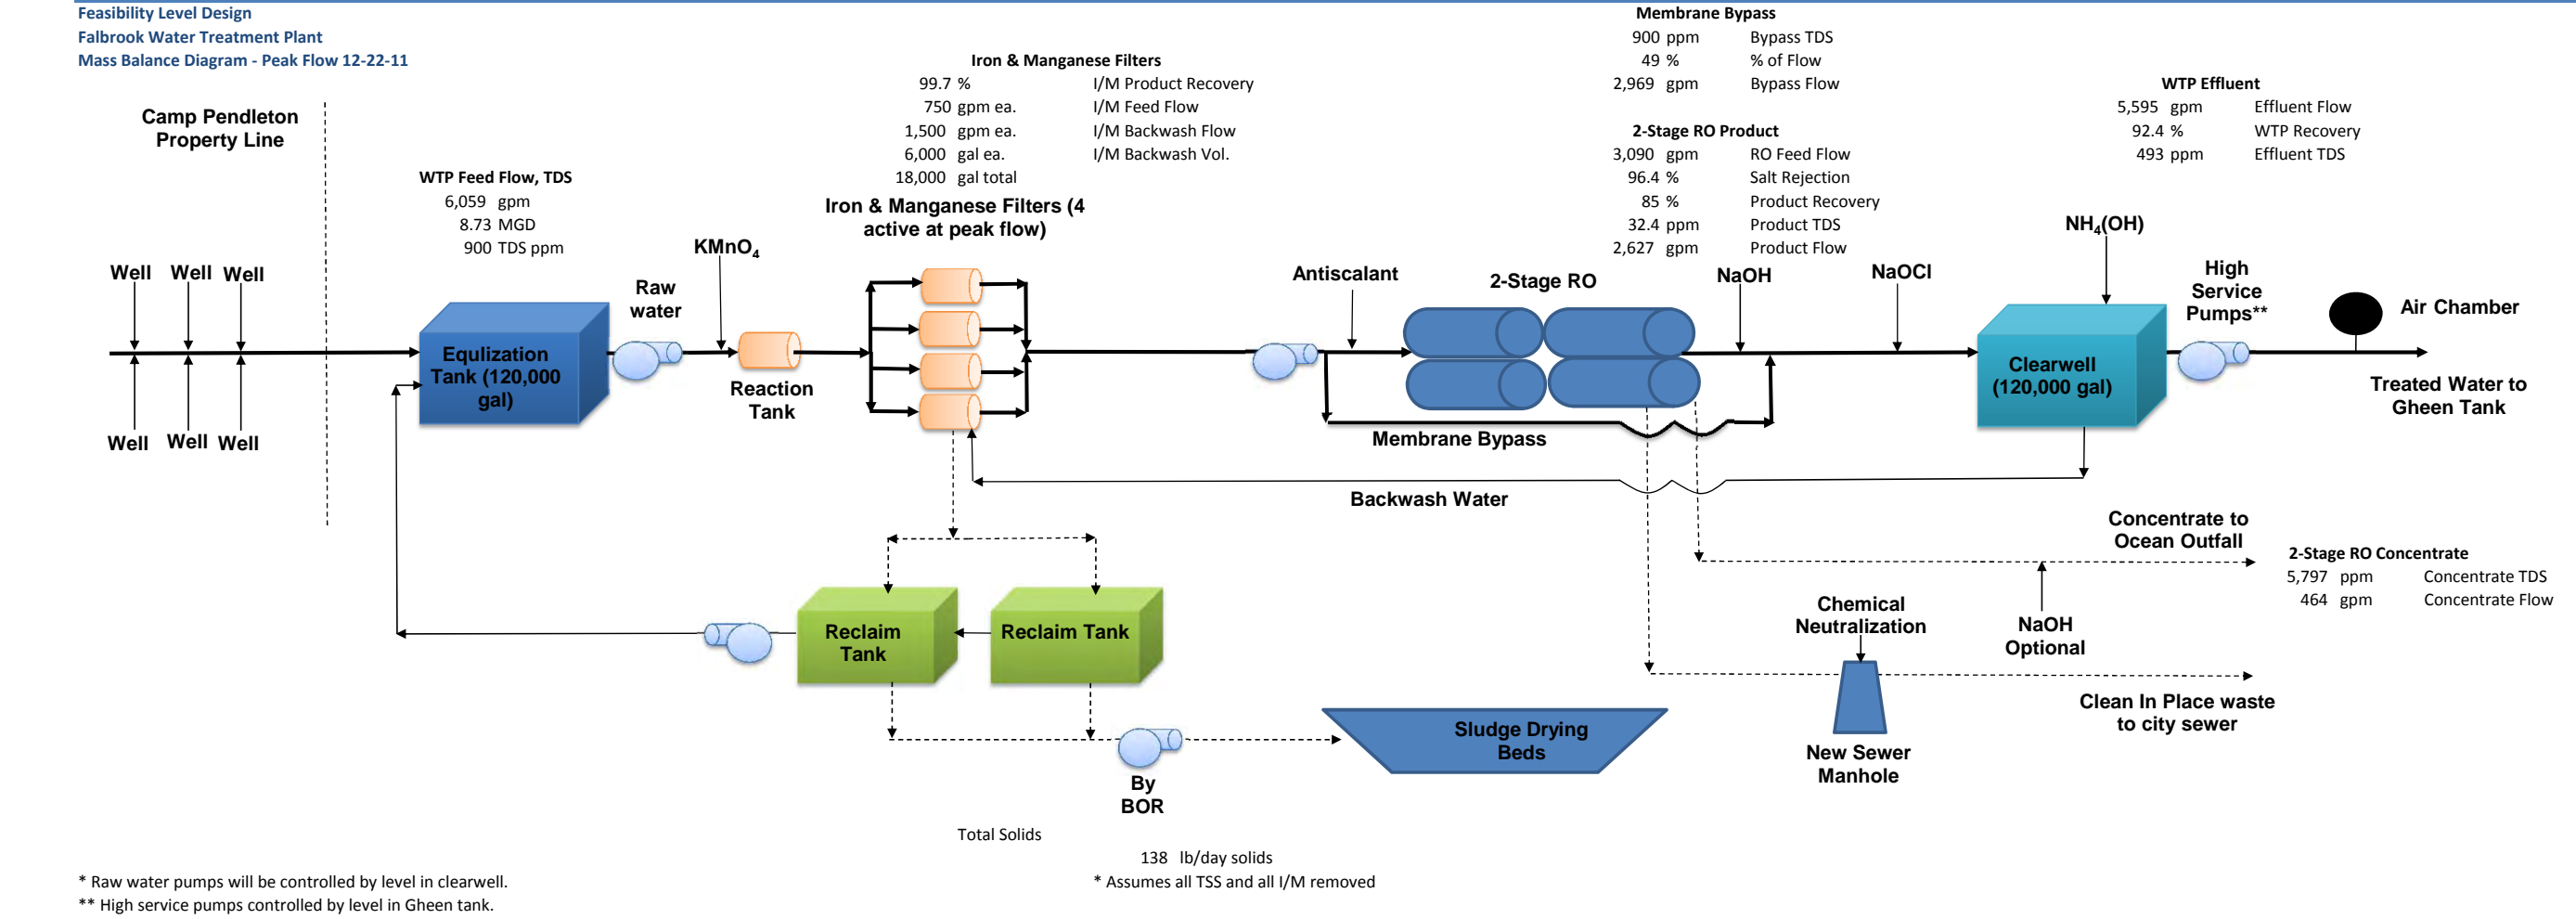 Feasibility Level Design
Falbrook Water Treatment Plant
Mass Balance Diagram - Peak Flow 12-22-11
Camp Pendleton
Property Line
WTP Feed Flow, TDS
6,059 gpm
8.73 MGD
900 TDS ppm
Iron & Manganese Filters
99.7 % I/M Product Recovery
750 gpm ea. I/M Feed Flow
1,500 gpm ea. I/M Backwash Flow
6,000 gal ea. I/M Backwash Vol.
18,000 gal total
Iron & Manganese Filters (4
active at peak flow)
Membrane Bypass
900 ppm Bypass TDS
49 % % of Flow
2,969 gpm Bypass Flow
2-Stage RO Product
3,090 gpm RO Feed Flow
96.4 % Salt Rejection
85 % Product Recovery
32.4 ppm Product TDS
2,627 gpm Product Flow
WTP Effluent
5,595 gpm Effluent Flow
92.4 % WTP Recovery
493 ppm Effluent TDS
Well Well Well
Well Well Well
Equlization
Tank (120,000
gal)
Raw
water
KMnO4
Reaction
Tank
Antiscalant
2-Stage RO
NaOH
NaOCl
NH4(OH)
Clearwell
(120,000 gal)
High
Service
Pumps**
Air Chamber
Treated Water to
Gheen Tank
Membrane Bypass
Backwash Water
Concentrate to
Ocean Outfall
2-Stage RO Concentrate
5,797 ppm Concentrate TDS
464 gpm Concentrate Flow
Reclaim
Tank
Reclaim Tank
Chemical
Neutralization
NaOH
Optional
Clean In Place waste
to city sewer
Sludge Drying
Beds
New Sewer
Manhole
By
BOR
Total Solids
138 lb/day solids
* Assumes all TSS and all I/M removed
* Raw water pumps will be controlled by level in clearwell.
** High service pumps controlled by level in Gheen tank.